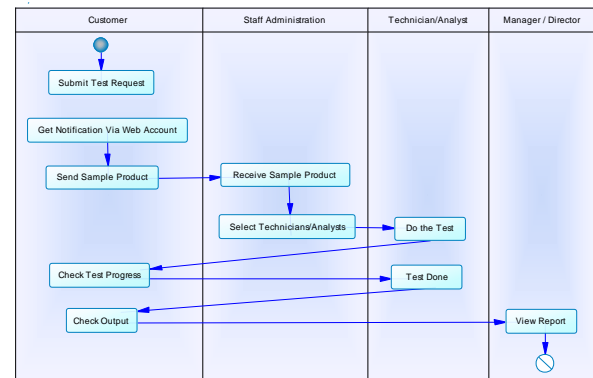 Customer
Staff Administration
Technician/Analyst
Manager / Director
Submit Test Request
Get Notification Via Web Account
Send Sample Product
Receive Sample Product
Select Technicians/Analysts
Do the Test
Check Test Progress
Test Done
Check Output
View Report